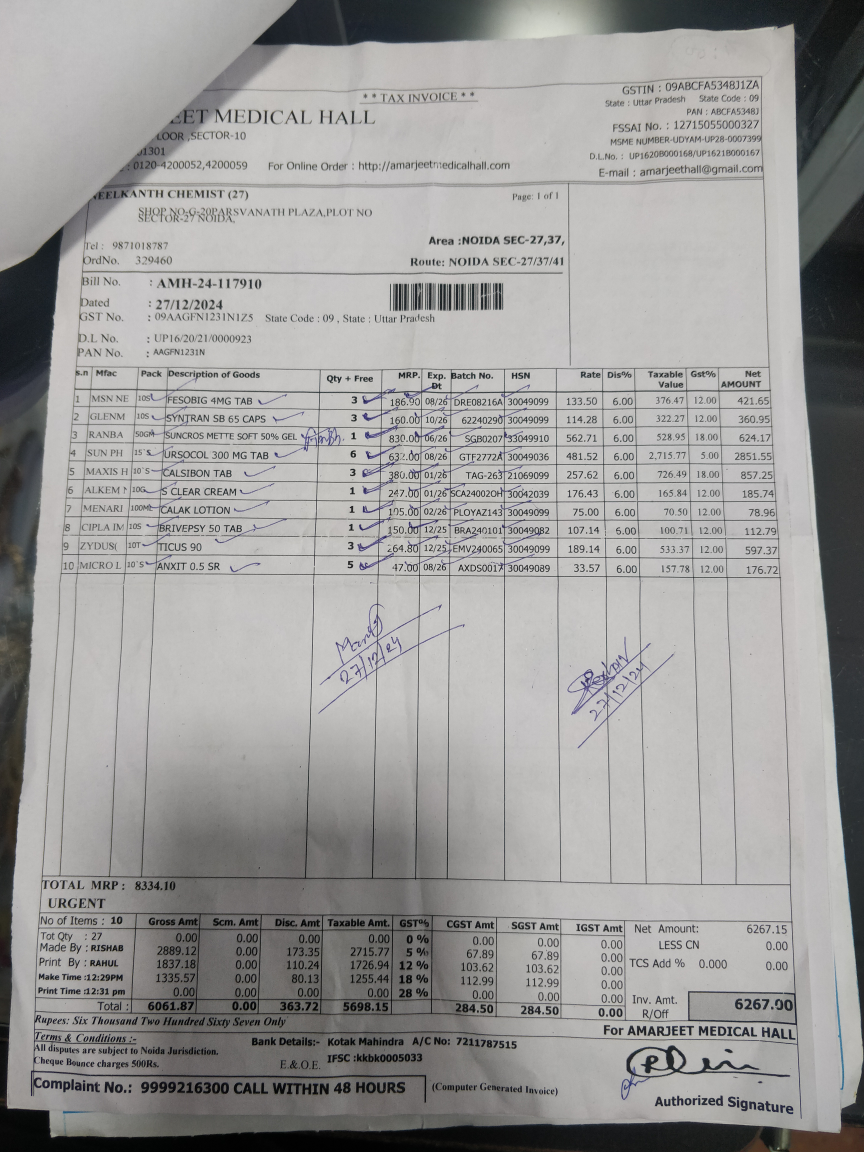 * * TAX INVOICE * *
GSTIN : 09ABCFA5348J1ZA
State : Uttar Pradesh State Code : 09
PAN : ABCFA5348J
EET MEDICAL HALL
FSSAI No. : 12715055000327
LOOR ,SECTOR-10
MSME NUMBER-UDYAM-UP28-0007399
01301
D.L.No. : UP1620B000168/UP1621B000167
: 0120-4200052,4200059 For Online Order : http://amarjeetmedicalhall.com
E-mail : amarjeethall@gmail.com
NEELKANTH CHEMIST (27) Page: 1 of 1
SHOP NO-G-20PARSVANATH PLAZA,PLOT NO
SECTOR-27 NOIDA,
Tel : 9871018787 Area :NOIDA SEC-27,37,
OrdNo. 329460 Route: NOIDA SEC-27/37/41
Bill No. : AMH-24-117910
Dated : 27/12/2024
GST No. : 09AAGFN1231N1Z5 State Code : 09 , State : Uttar Pradesh
D.L No. : UP16/20/21/0000923
PAN No. : AAGFN1231N
s.n Mfac Pack Description of Goods Qty + Free MRP. Exp. Dt Batch No. HSN Rate Dis% Taxable Value Gst% Net AMOUNT
1 MSN NE 10S FESOBIG 4MG TAB 3 186.90 08/26 DRE08216A 30049099 133.50 6.00 376.47 12.00 421.65
2 GLENM 10S SYNTRAN SB 65 CAPS 3 160.00 10/26 62240290 30049099 114.28 6.00 322.27 12.00 360.95
3 RANBA 50GM SUNCROS METTE SOFT 50% GEL 1 830.00 06/26 SGB0207 33049910 562.71 6.00 528.95 18.00 624.17
4 SUN PH 15`S URSOCOL 300 MG TAB 6 632.00 08/26 GTF2772A 30049036 481.52 6.00 2,715.77 5.00 2851.55
5 MAXIS H 10`S CALSIBON TAB 3 380.00 01/26 TAG-263 21069099 257.62 6.00 726.49 18.00 857.25
6 ALKEM 10G S CLEAR CREAM 1 247.00 01/26 SCA24002OH 30042039 176.43 6.00 165.84 12.00 185.74
7 MENARI 100ML CALAK LOTION 1 105.00 02/26 PLOYAZ143 30049099 75.00 6.00 70.50 12.00 78.96
8 CIPLA IM 10S BRIVEPSY 50 TAB 1 150.00 12/25 BRA240101 30049082 107.14 6.00 100.71 12.00 112.79
9 ZYDUS( 10T TICUS 90 3 264.80 12/25 EMV240065 30049099 189.14 6.00 533.37 12.00 597.37
10 MICRO L 10`S ANXIT 0.5 SR 5 47.00 08/26 AXDS001 30049089 33.57 6.00 157.78 12.00 176.72
27/12/24
27/12/24
TOTAL MRP : 8334.10
URGENT
No of Items : 10 Gross Amt Scm. Amt Disc. Amt Taxable Amt. GST% CGST Amt SGST Amt IGST Amt Net Amount: 6267.15
Tot Qty : 27 0.00 0.00 0.00 0.00 0 % 0.00 0.00 0.00 LESS CN 0.00
Made By : RISHAB 2889.12 0.00 173.35 2715.77 5 % 67.89 67.89 0.00
Print By : RAHUL 1837.18 0.00 110.24 1726.94 12 % 103.62 103.62 0.00 TCS Add % 0.000 0.00
Make Time :12:29PM 1335.57 0.00 80.13 1255.44 18 % 112.99 112.99 0.00
Print Time :12:31 pm 0.00 0.00 0.00 0.00 28 % 0.00 0.00 0.00 Inv. Amt. 6267.00
Total : 6061.87 0.00 363.72 5698.15 284.50 284.50 0.00 R/Off
Rupees: Six Thousand Two Hundred Sixty Seven Only
For AMARJEET MEDICAL HALL
Terms & Conditions :-
Bank Details:- Kotak Mahindra A/C No: 7211787515
All disputes are subject to Noida Jurisdiction.
IFSC :kkbk0005033
Cheque Bounce charges 500Rs. E.& O.E.
Complaint No.: 9999216300 CALL WITHIN 48 HOURS (Computer Generated Invoice)
Authorized Signature